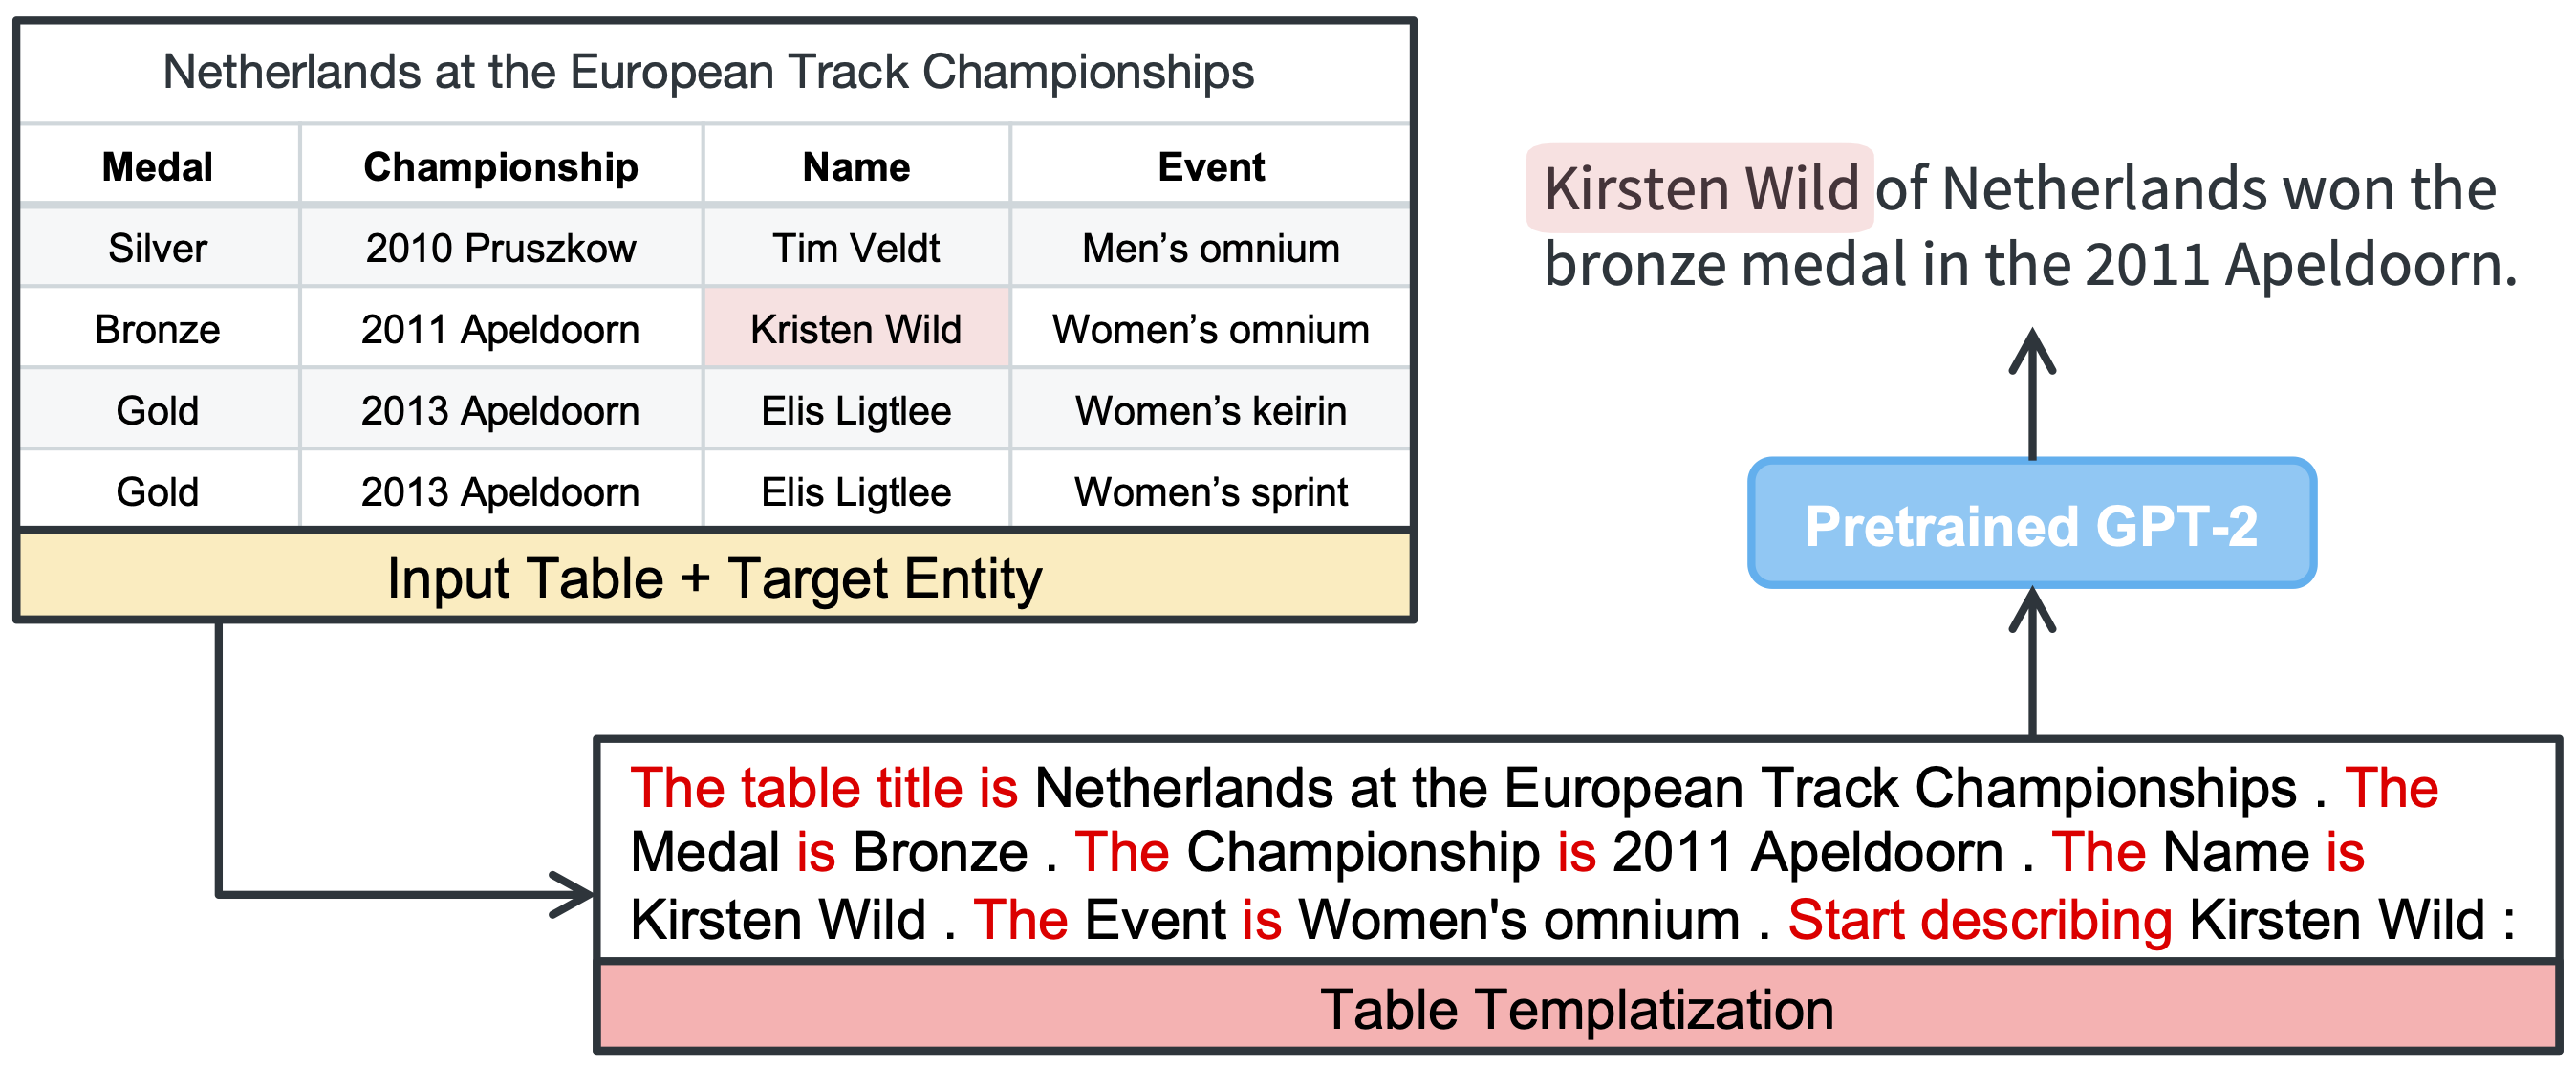 Netherlands at the European Track Championships
Medal Championship Name Event
Silver 2010 Pruszkow Tim Veldt Men’s omnium
Bronze 2011 Apeldoorn Kristen Wild Women’s omnium
Gold 2013 Apeldoorn Elis Ligtlee Women’s keirin
Gold 2013 Apeldoorn Elis Ligtlee Women’s sprint
Input Table + Target Entity
Kirsten Wild of Netherlands won the
bronze medal in the 2011 Apeldoorn.
Pretrained GPT-2
The table title is Netherlands at the European Track Championships . The
Medal is Bronze . The Championship is 2011 Apeldoorn . The Name is
Kirsten Wild . The Event is Women's omnium . Start describing Kirsten Wild :
Table Templatization